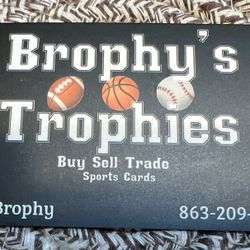 Brophy's
Trophies
Buy Sell Trade
Sports Cards
Brophy 863-209-